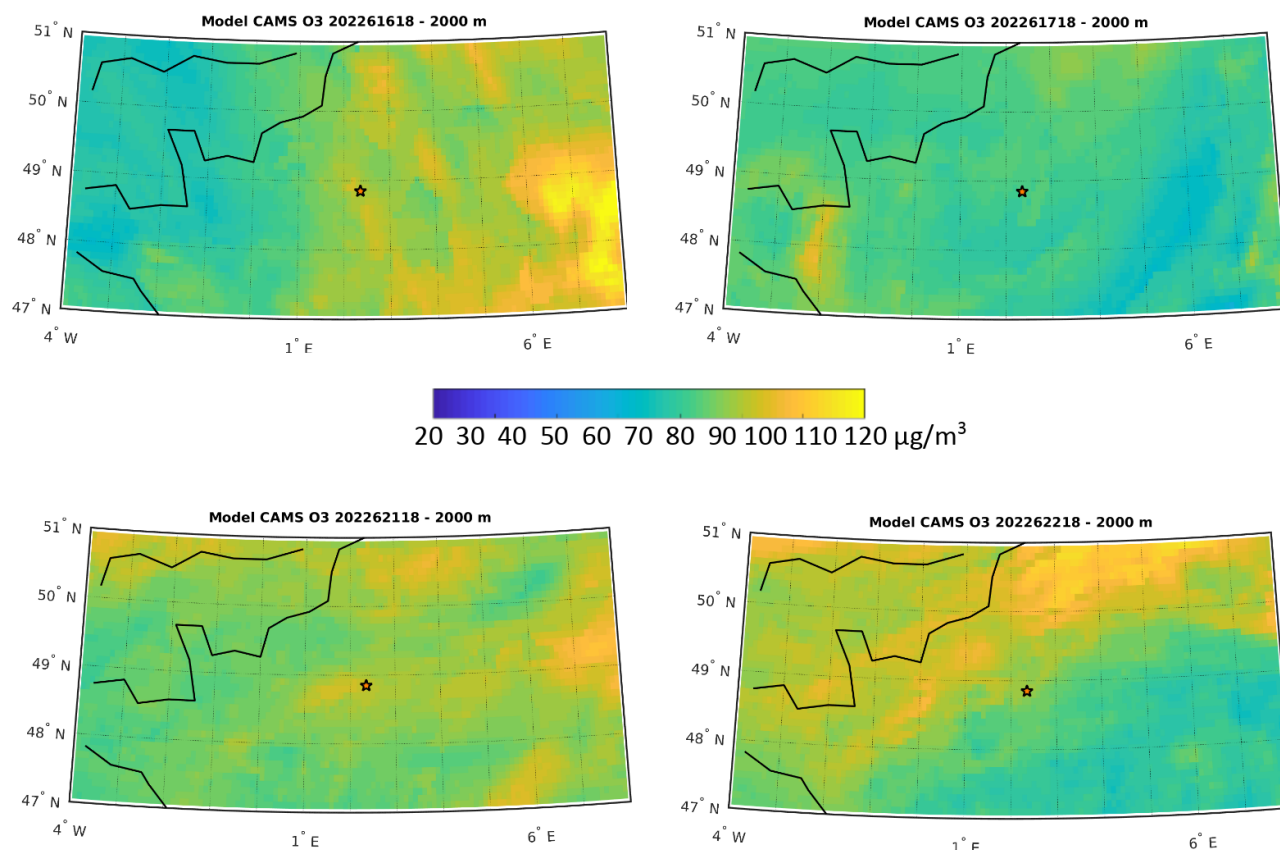 Model CAMS O3 202261618 - 2000 m
51° N
50° N
49° N
48° N
47° N
4° W
1° E
6° E
Model CAMS O3 202261718 - 2000 m
51° N
50° N
49° N
48° N
47° N
4° W
1° E
6° E
20 30 40 50 60 70 80 90 100 110 120 µg/m³
Model CAMS O3 202262118 - 2000 m
51° N
50° N
49° N
48° N
47° N
4° W
1° E
6° E
Model CAMS O3 202262218 - 2000 m
51° N
50° N
49° N
48° N
47° N
4° W
1° E
6° E